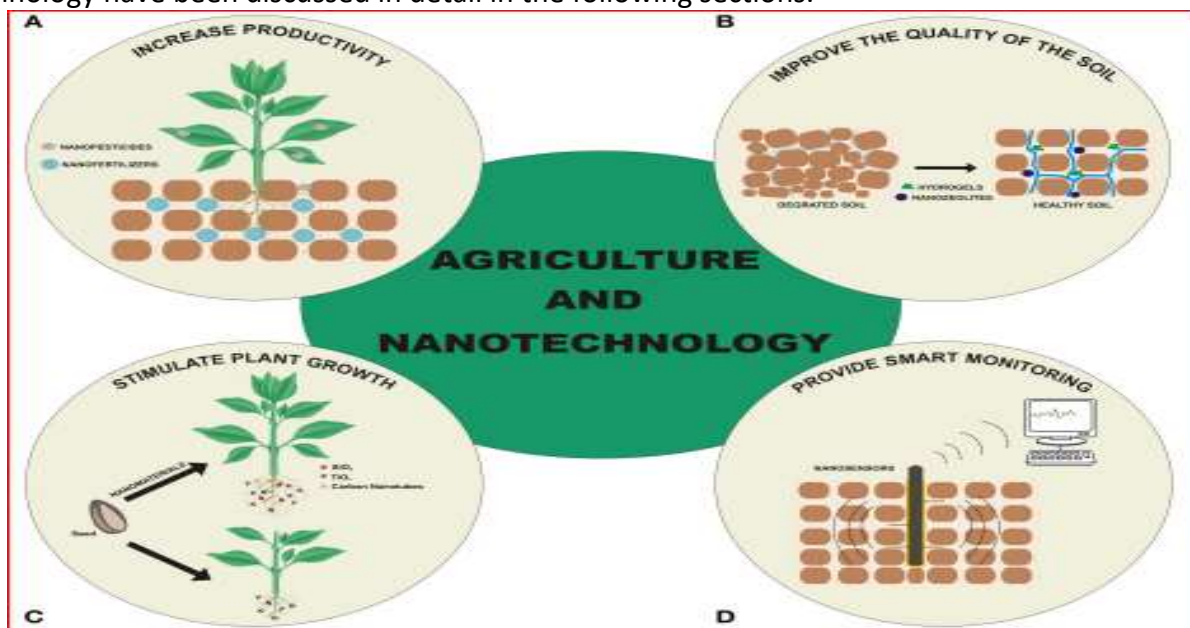 nology have been discussed in detail in the following sections.
A
INCREASE PRODUCTIVITY
NANOPESTICIDES
NANOFERTILIZERS
B
IMPROVE THE QUALITY OF THE SOIL
HYDROGELS
NANOZEOLITES
DEGRATED SOIL
HEALTHY SOIL
AGRICULTURE
AND
NANOTECHNOLOGY
STIMULATE PLANT GROWTH
NANOMATERIALS
Seed
Carbon Nanotubes
C
PROVIDE SMART MONITORING
NANOSENSORS
D